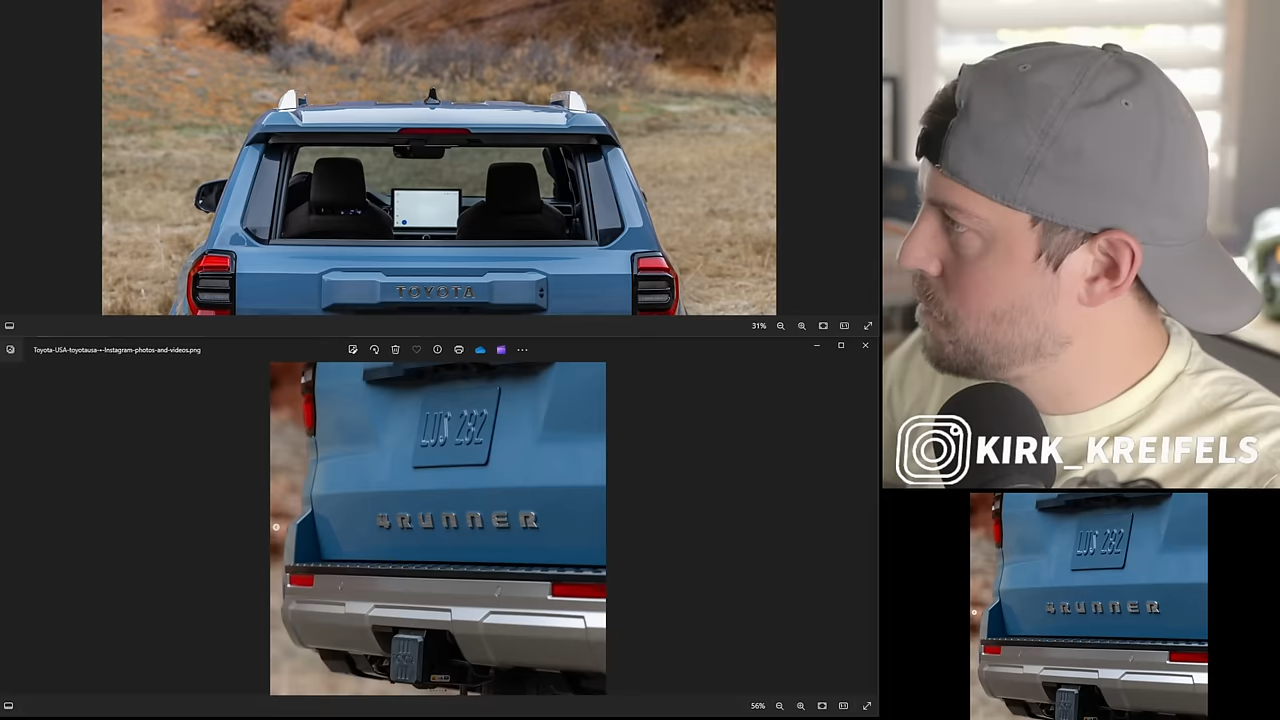 TOYOTA
31%
Toyota-USA-toyotausa-•-Instagram-photos-and-videos.png
LUS 282
4RUNNER
56%
KIRK_KREIFELS
LUS 282
4RUNNER